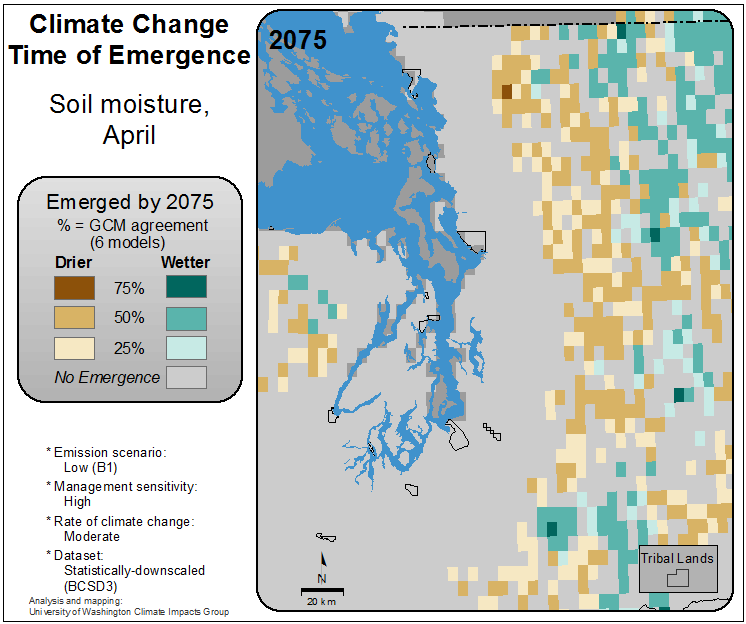 Climate Change
Time of Emergence
Soil moisture,
April
Emerged by 2075
% = GCM agreement
(6 models)
Drier Wetter
75%
50%
25%
No Emergence
* Emission scenario:
Low (B1)
* Management sensitivity:
High
* Rate of climate change:
Moderate
* Dataset:
Statistically-downscaled
(BCSD3)
Analysis and mapping:
University of Washington Climate Impacts Group
2075
N
20 km
Tribal Lands